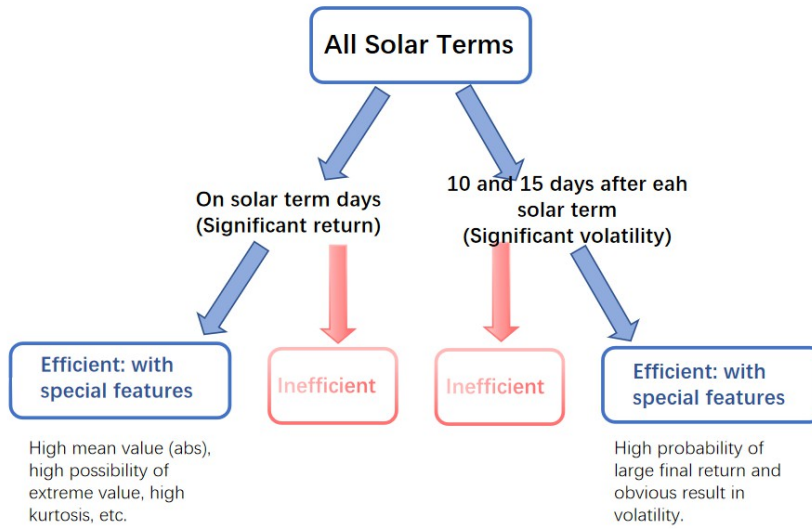 All Solar Terms
On solar term days
(Significant return)
10 and 15 days after eah
solar term
(Significant volatility)
Efficient: with
special features
Inefficient
Inefficient
Efficient: with
special features
High mean value (abs),
high possibility of
extreme value, high
kurtosis, etc.
High probability of
large final return and
obvious result in
volatility.